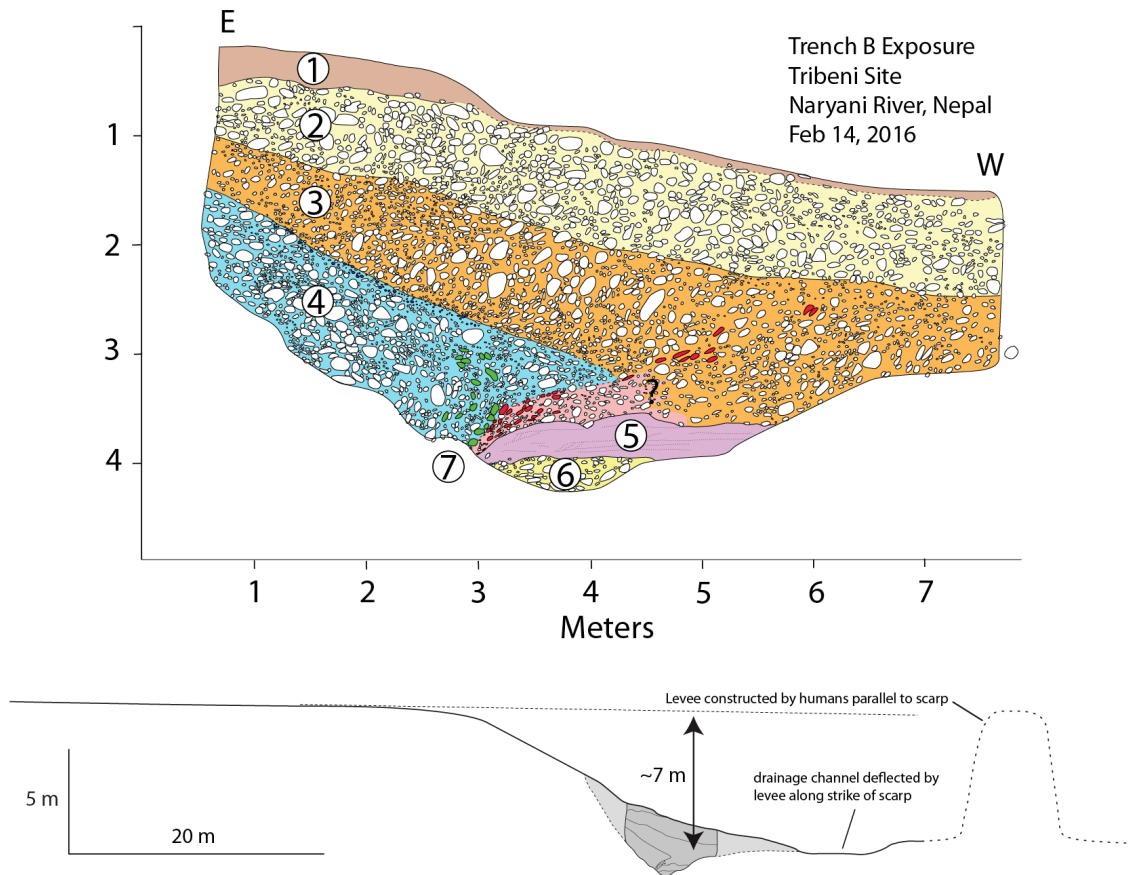 E
Trench B Exposure
Tribeni Site
Naryani River, Nepal
Feb 14, 2016
W
1
2
3
4
1
2
3
4
5
6
7
?
1 2 3 4 5 6 7
Meters
Levee constructed by humans parallel to scarp
~7 m
drainage channel deflected by
levee along strike of scarp
5 m
20 m